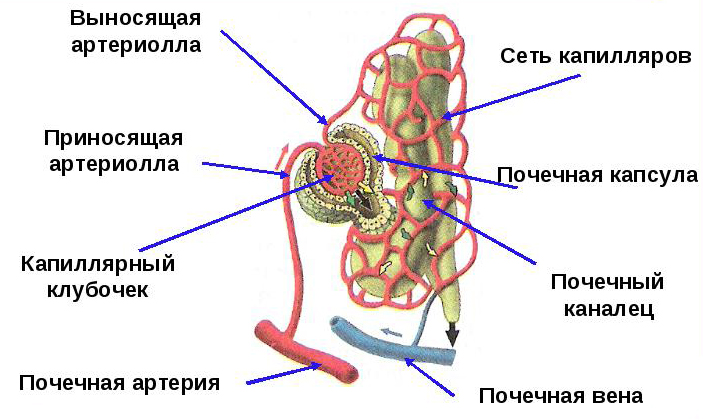 Выносящая
артериолла
Сеть капилляров
Приносящая
артериолла
Почечная капсула
Капиллярный
клубочек
Почечный
каналец
Почечная артерия
Почечная вена